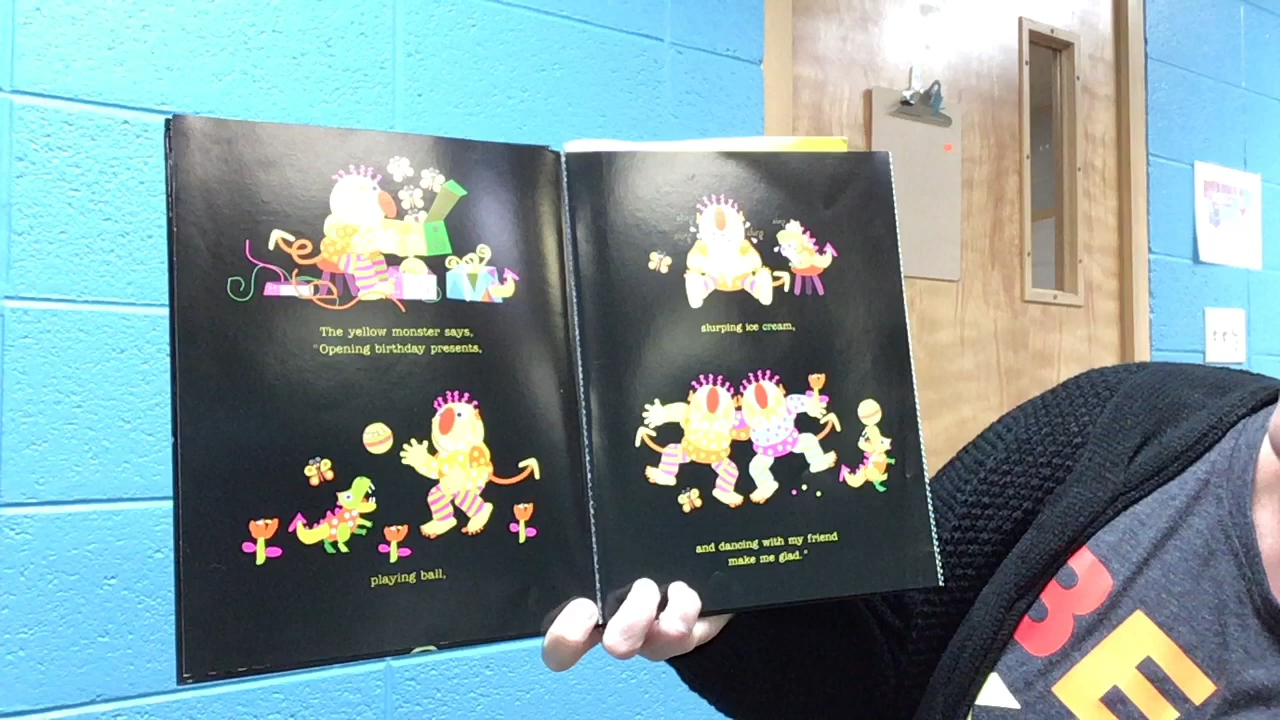 The yellow monster says,
"Opening birthday presents,
playing ball,
slurping ice cream,
and dancing with my friend
make me glad."
BE